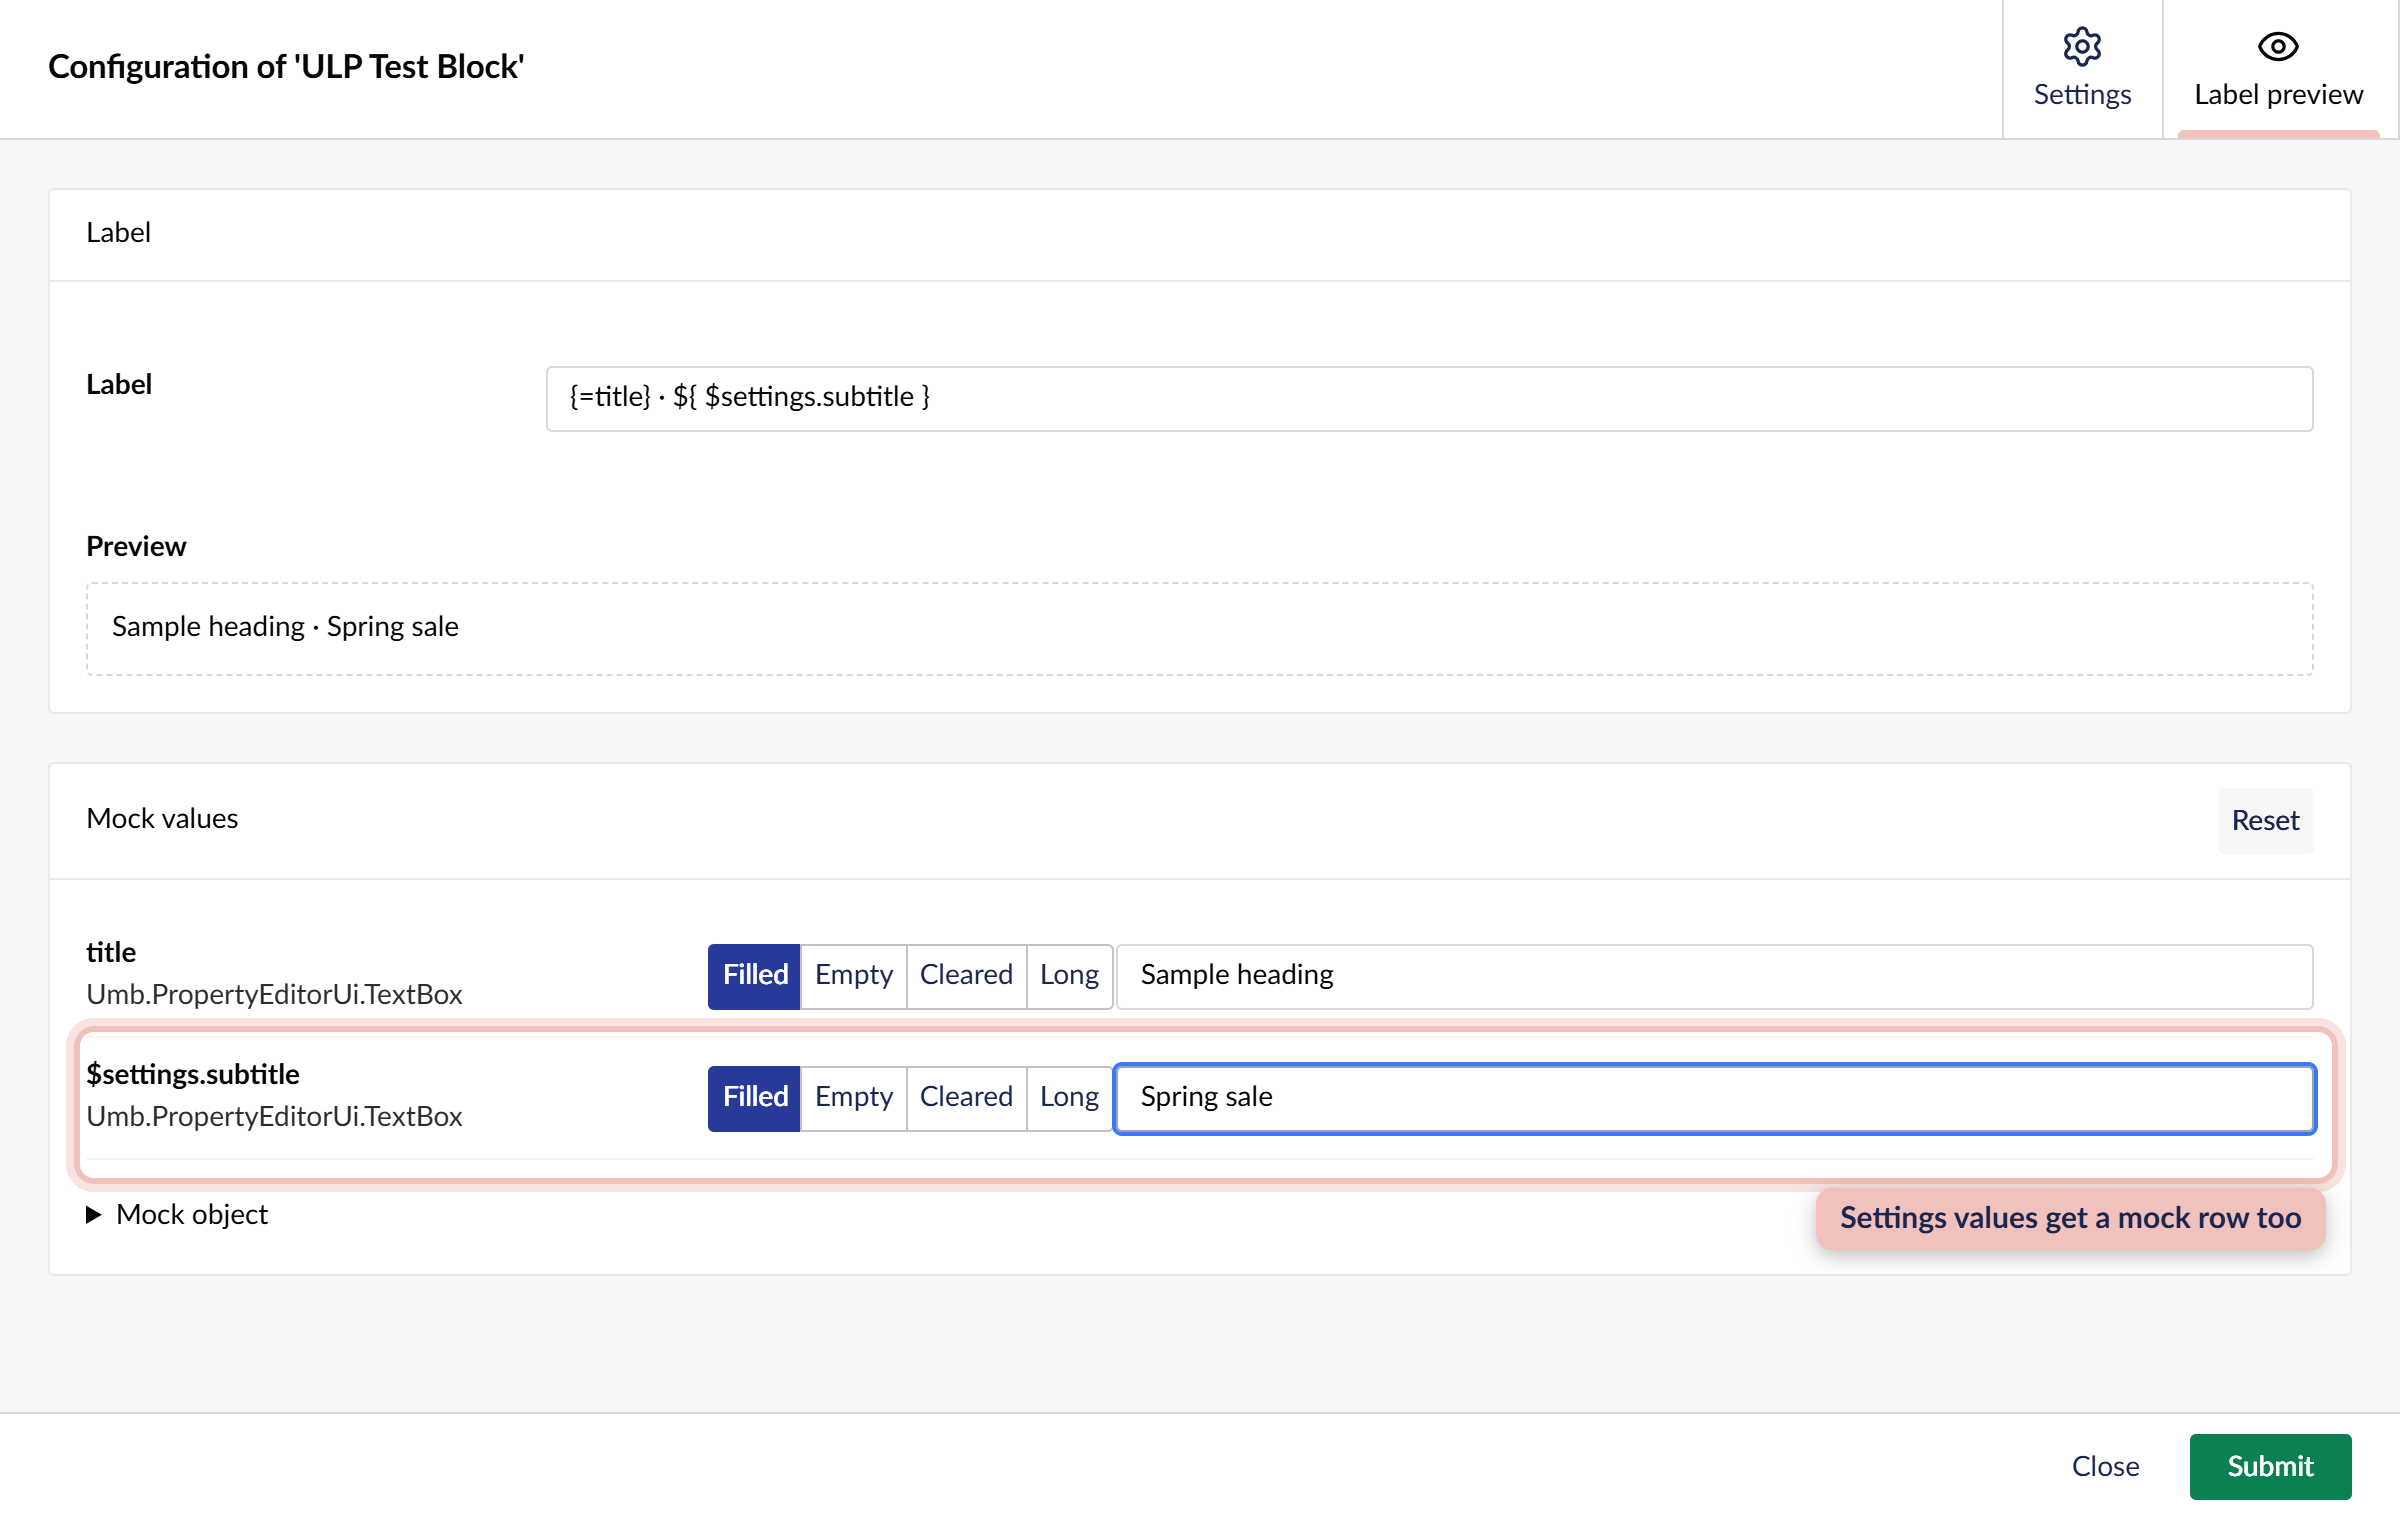 Configuration of 'ULP Test Block'
Settings
Label preview
Label
Label
{=title} · ${ $settings.subtitle }
Preview
Sample heading · Spring sale
Mock values
Reset
title
Umb.PropertyEditorUi.TextBox
Filled Empty Cleared Long
Sample heading
$settings.subtitle
Umb.PropertyEditorUi.TextBox
Filled Empty Cleared Long
Spring sale
Mock object
Settings values get a mock row too
Close
Submit